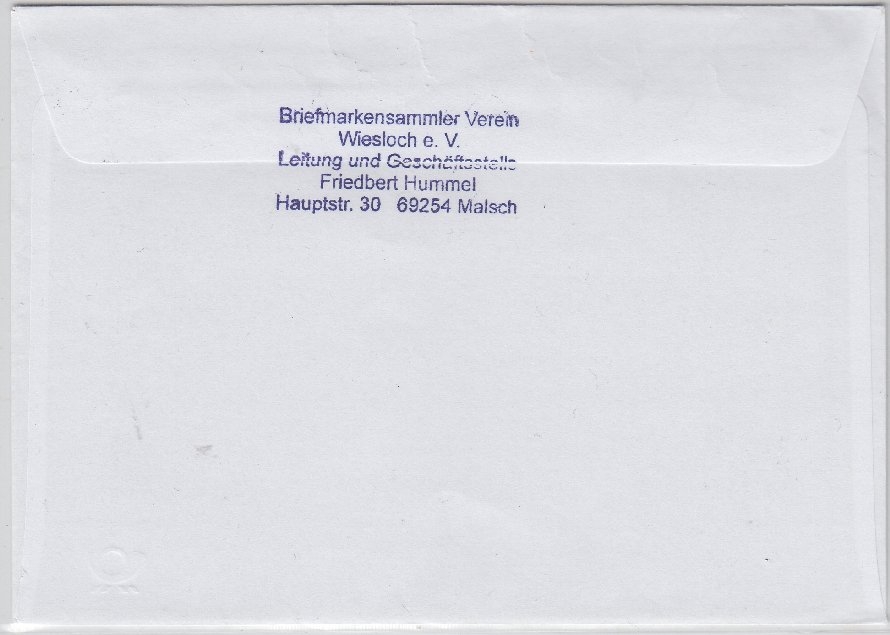 Briefmarkensammler Verein
Wiesloch e. V.
Leitung und Geschäftsstelle
Friedbert Hummel
Hauptstr. 30 69254 Malsch